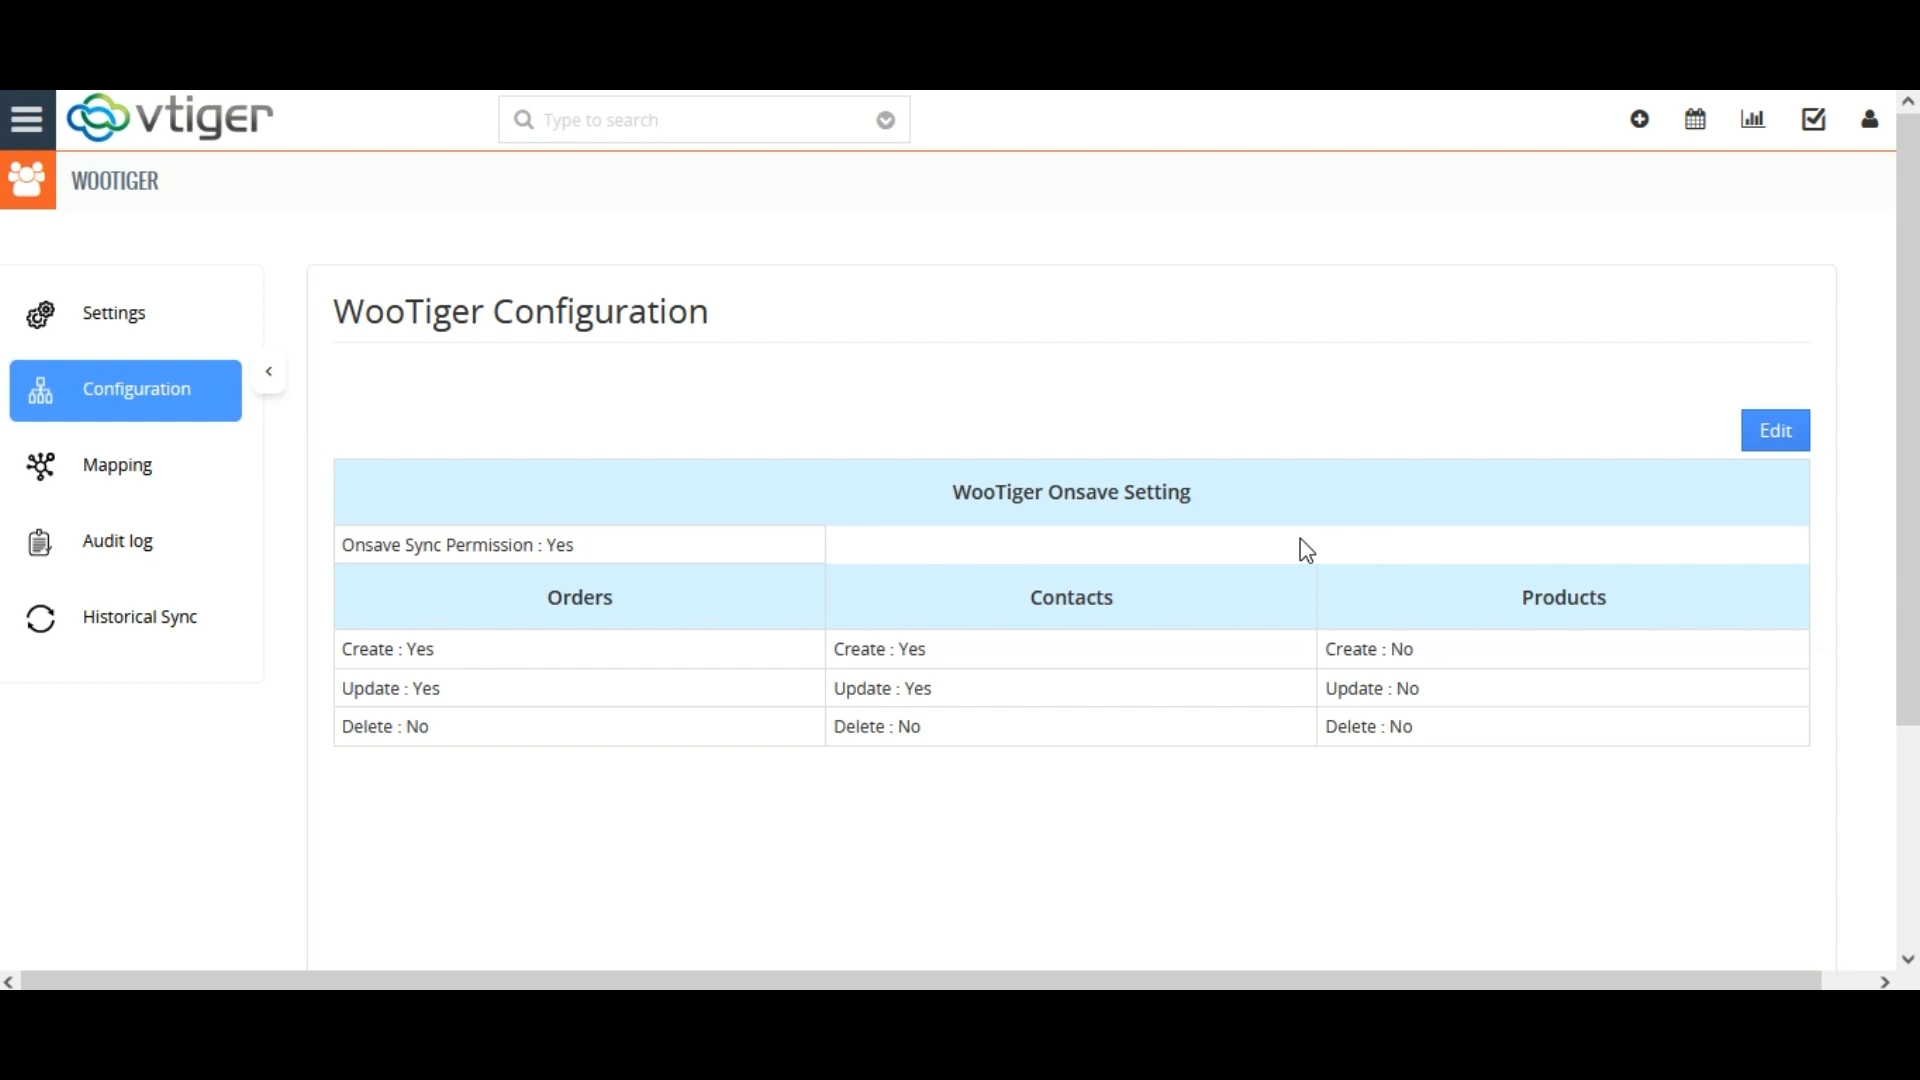 vtiger
Type to search
WOOTIGER
Settings
Configuration
Mapping
Audit log
Historical Sync
WooTiger Configuration
Edit
WooTiger Onsave Setting
Onsave Sync Permission : Yes
Orders Contacts Products
Create : Yes Create : Yes Create : No
Update : Yes Update : Yes Update : No
Delete : No Delete : No Delete : No